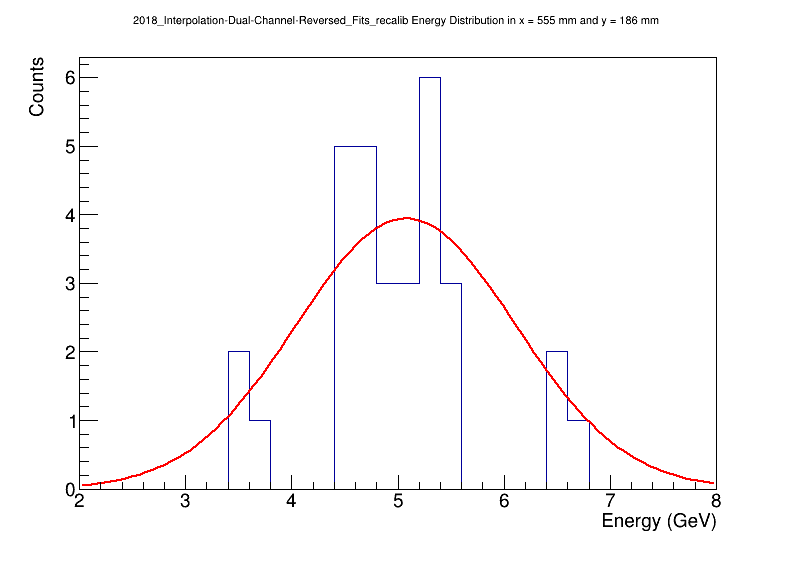 2018_Interpolation-Dual-Channel-Reversed_Fits_recalib Energy Distribution in x = 555 mm and y = 186 mm
Counts
6
5
4
3
2
1
0
2 3 4 5 6 7 8
Energy (GeV)